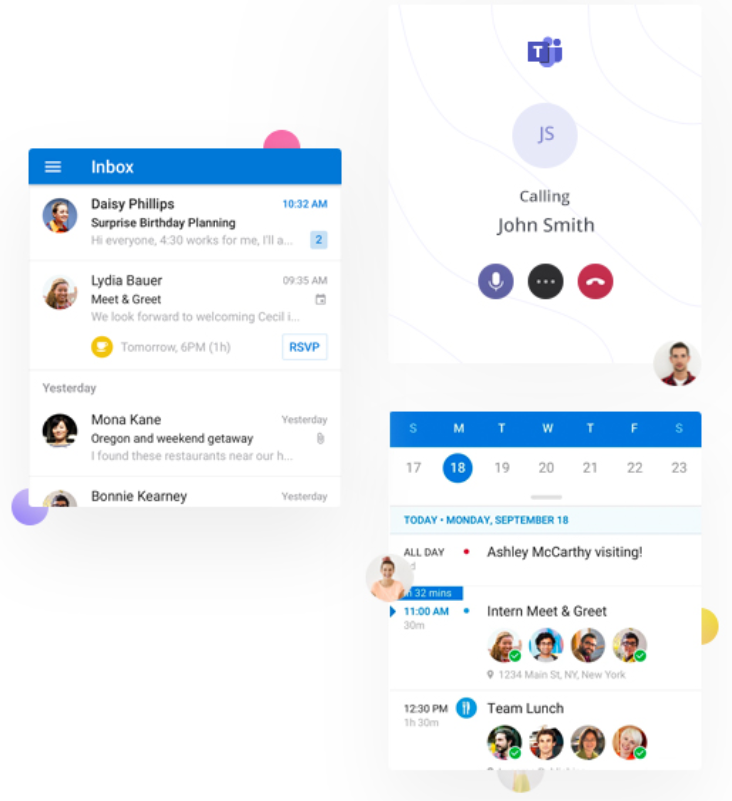 Inbox
Daisy Phillips 10:32 AM
Surprise Birthday Planning
Hi everyone, 4:30 works for me, I'll a... 2
Lydia Bauer 09:35 AM
Meet & Greet
We look forward to welcoming Cecil i...
Tomorrow, 6PM (1h) RSVP
Yesterday
Mona Kane Yesterday
Oregon and weekend getaway
I found these restaurants near our h...
Bonnie Kearney Yesterday
T
JS
Calling
John Smith
S M T W T F S
17 18 19 20 21 22 23
TODAY • MONDAY, SEPTEMBER 18
ALL DAY Ashley McCarthy visiting!
32 mins
11:00 AM Intern Meet & Greet
30m
1234 Main St, NY, New York
12:30 PM Team Lunch
1h 30m